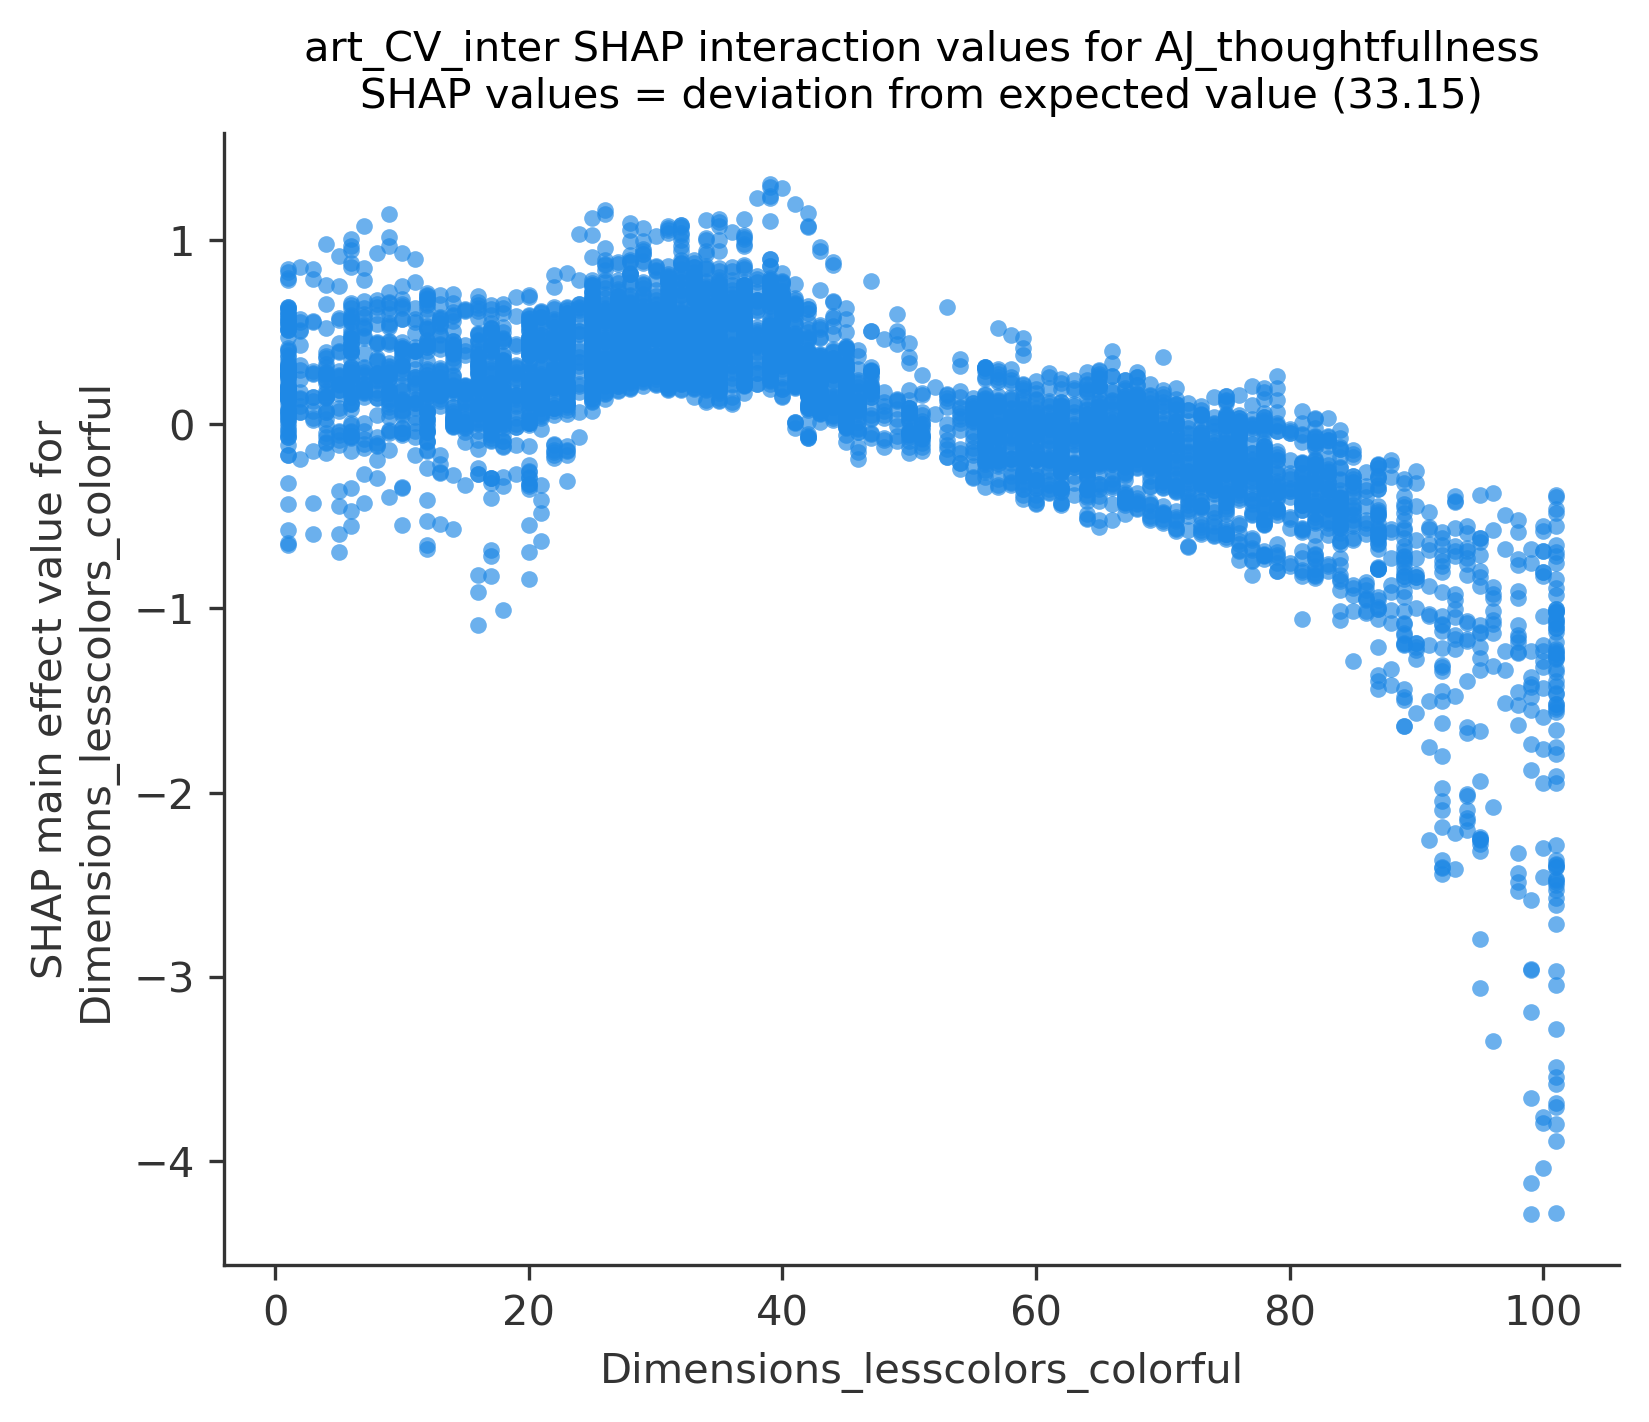 art_CV_inter SHAP interaction values for AJ_thoughtfullness
SHAP values = deviation from expected value (33.15)
SHAP main effect value for
Dimensions_lesscolors_colorful
1
0
−1
−2
−3
−4
0
20
40
60
80
100
Dimensions_lesscolors_colorful